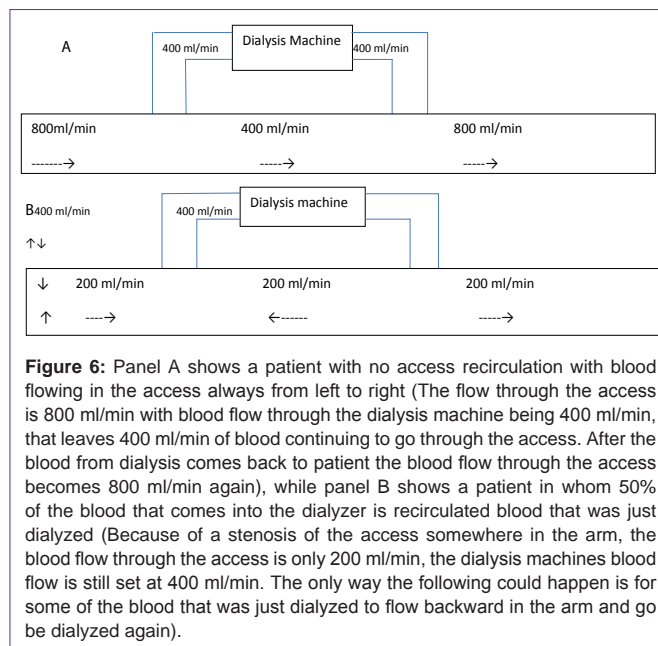 A
Dialysis Machine
400 ml/min 400 ml/min
800ml/min 400 ml/min 800 ml/min
-------→ -----→ -----→
B400 ml/min 400 ml/min Dialysis machine
↑↓
↓ 200 ml/min 200 ml/min 200 ml/min
↑ ----→ ←------ -----→
Figure 6: Panel A shows a patient with no access recirculation with blood
flowing in the access always from left to right (The flow through the access
is 800 ml/min with blood flow through the dialysis machine being 400 ml/min,
that leaves 400 ml/min of blood continuing to go through the access. After the
blood from dialysis comes back to patient the blood flow through the access
becomes 800 ml/min again), while panel B shows a patient in whom 50%
of the blood that comes into the dialyzer is recirculated blood that was just
dialyzed (Because of a stenosis of the access somewhere in the arm, the
blood flow through the access is only 200 ml/min, the dialysis machines blood
flow is still set at 400 ml/min. The only way the following could happen is for
some of the blood that was just dialyzed to flow backward in the arm and go
be dialyzed again).